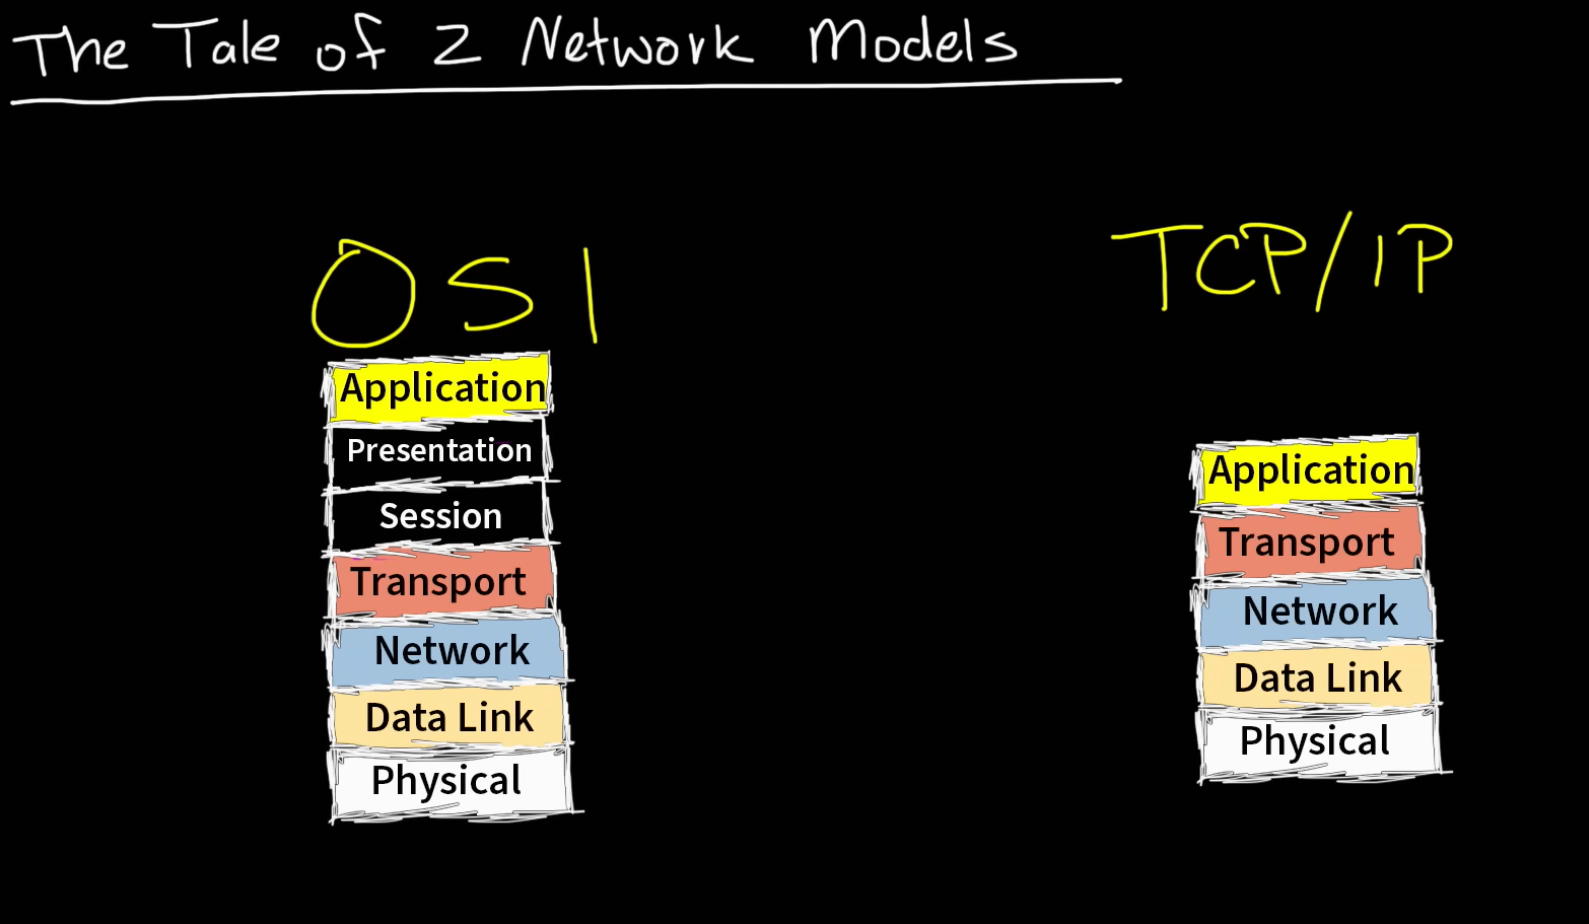 The Tale of 2 Network Models
OSI
Application
Presentation
Session
Transport
Network
Data Link
Physical
TCP/IP
Application
Transport
Network
Data Link
Physical